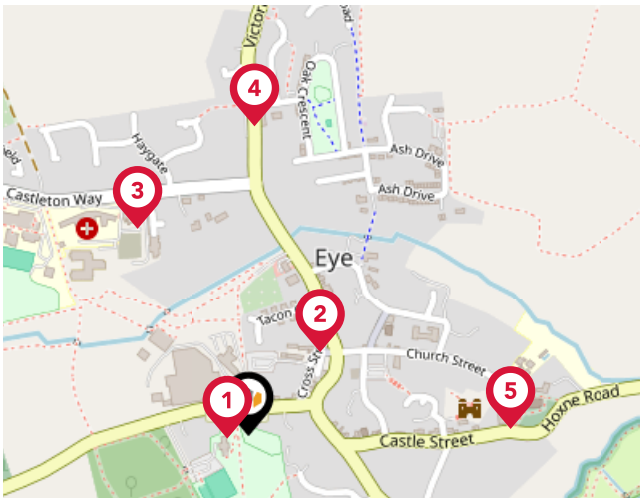 Victor
4
Oak Crescent
Haygate
Ash Drive
3
Castleton Way
Ash Drive
Eye
2
Tacon
Church Street
Cross St
1
5
Hoxne Road
Castle Street